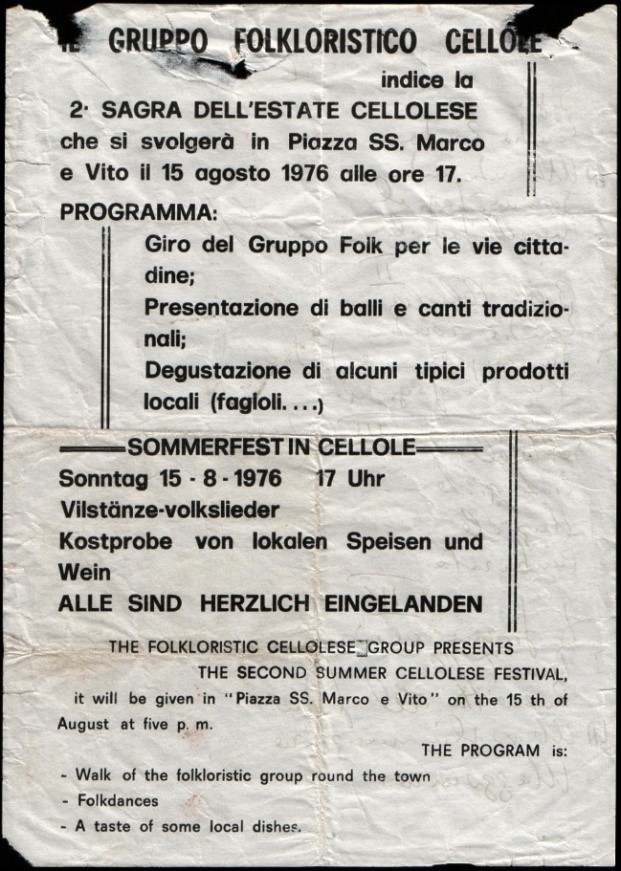 IL GRUPPO FOLKLORISTICO CELLOLE
indice la
2· SAGRA DELL'ESTATE CELLOLESE
che si svolgerà in Piazza SS. Marco
e Vito il 15 agosto 1976 alle ore 17.
PROGRAMMA:
Giro del Gruppo Folk per le vie citta-
dine;
Presentazione di balli e canti tradizio-
nali;
Degustazione di alcuni tipici prodotti
locali (fagioli....)
SOMMERFEST IN CELLOLE
Sonntag 15 - 8 - 1976 17 Uhr
Vilstänze-volkslieder
Kostprobe von lokalen Speisen und
Wein
ALLE SIND HERZLICH EINGELANDEN
THE FOLKLORISTIC CELLOLESE GROUP PRESENTS
THE SECOND SUMMER CELLOLESE FESTIVAL,
it will be given in "Piazza SS. Marco e Vito" on the 15 th of
August at five p. m.
THE PROGRAM is:
- Walk of the folkloristic group round the town
- Folkdances
- A taste of some local dishes.